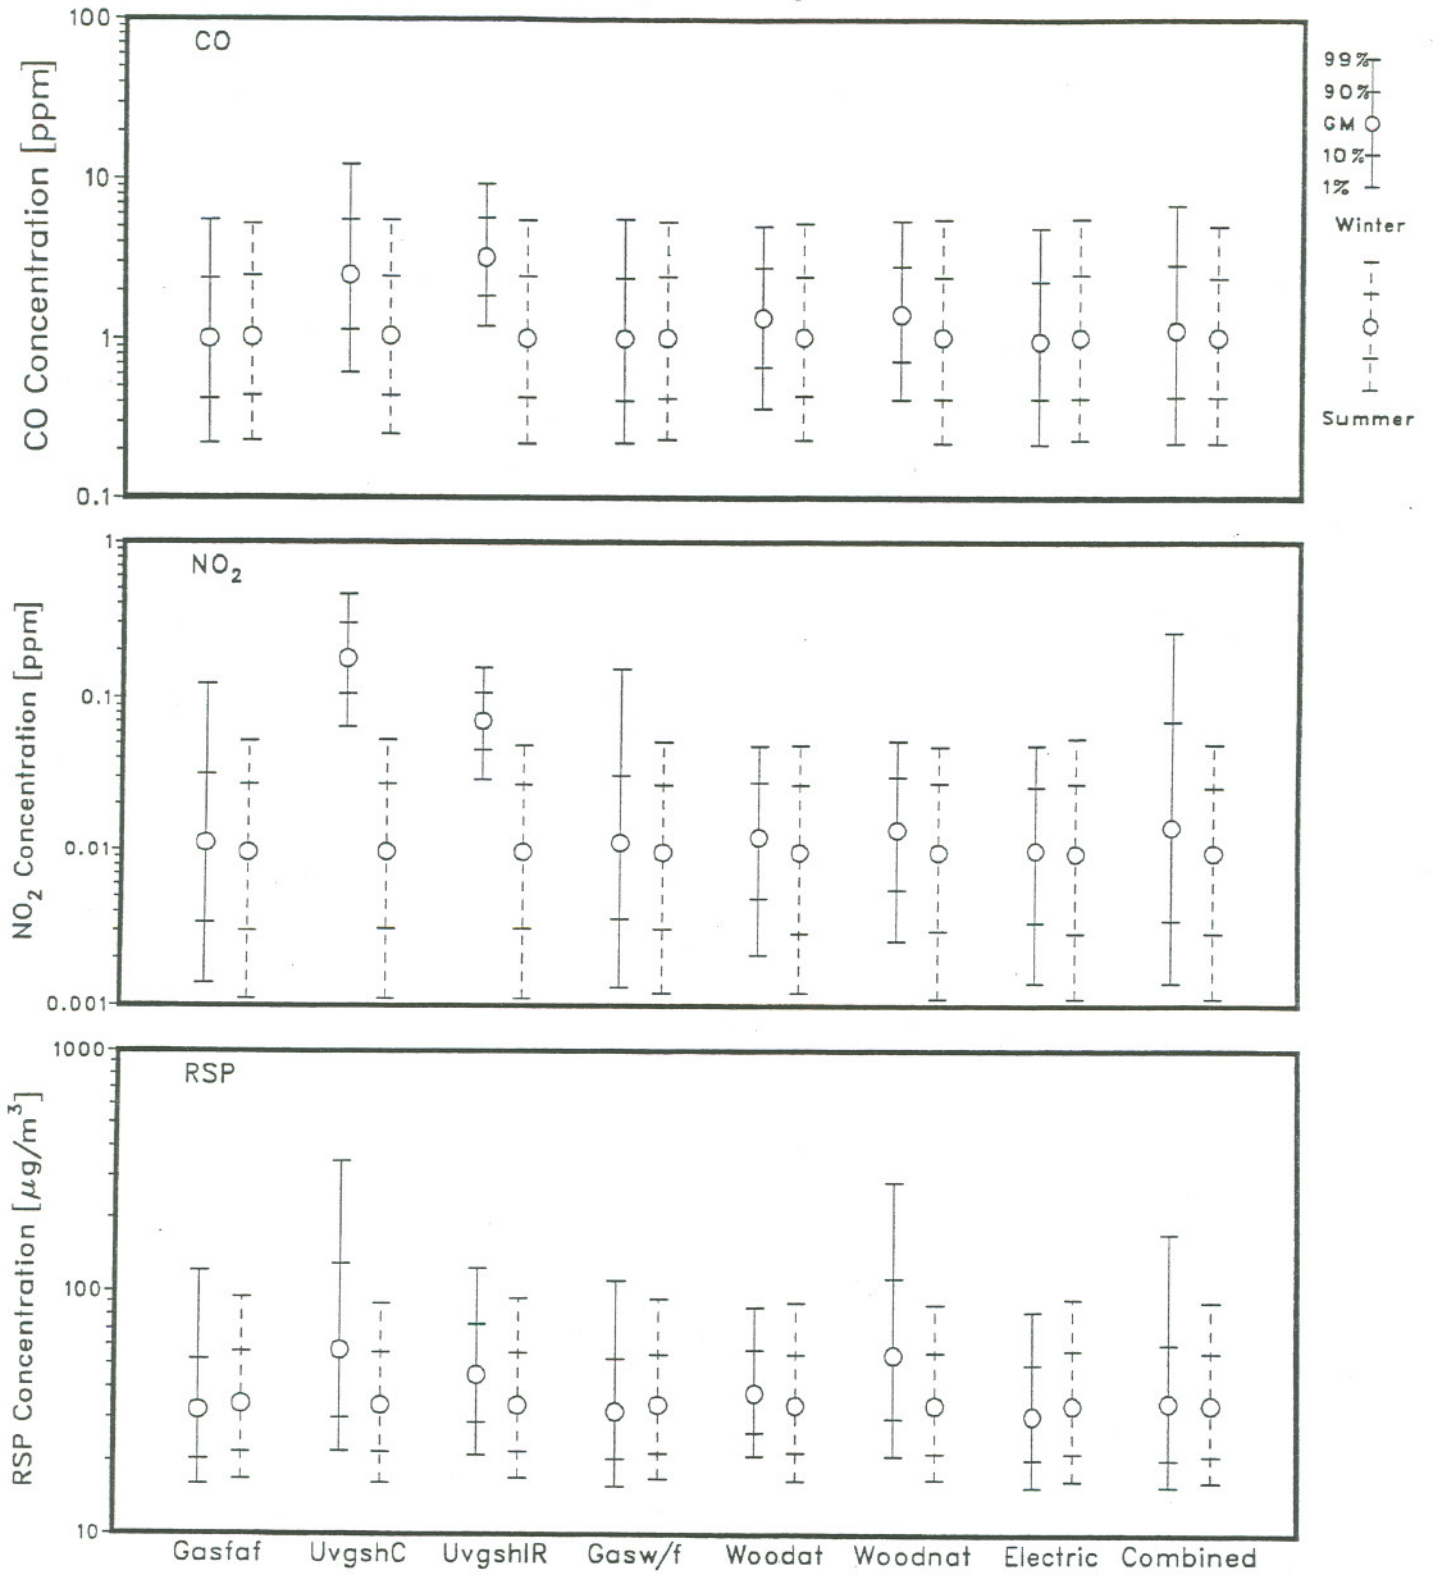 CO
CO Concentration [ppm]
100
10
1
0.1
99%
90%
GM
10%
1%
Winter
Summer
NO2
NO2 Concentration [ppm]
1
0.1
0.01
0.001
RSP
RSP Concentration [µg/m3]
1000
100
10
Gasfaf UvgshC UvgshIR Gasw/f Woodat Woodnat Electric Combined